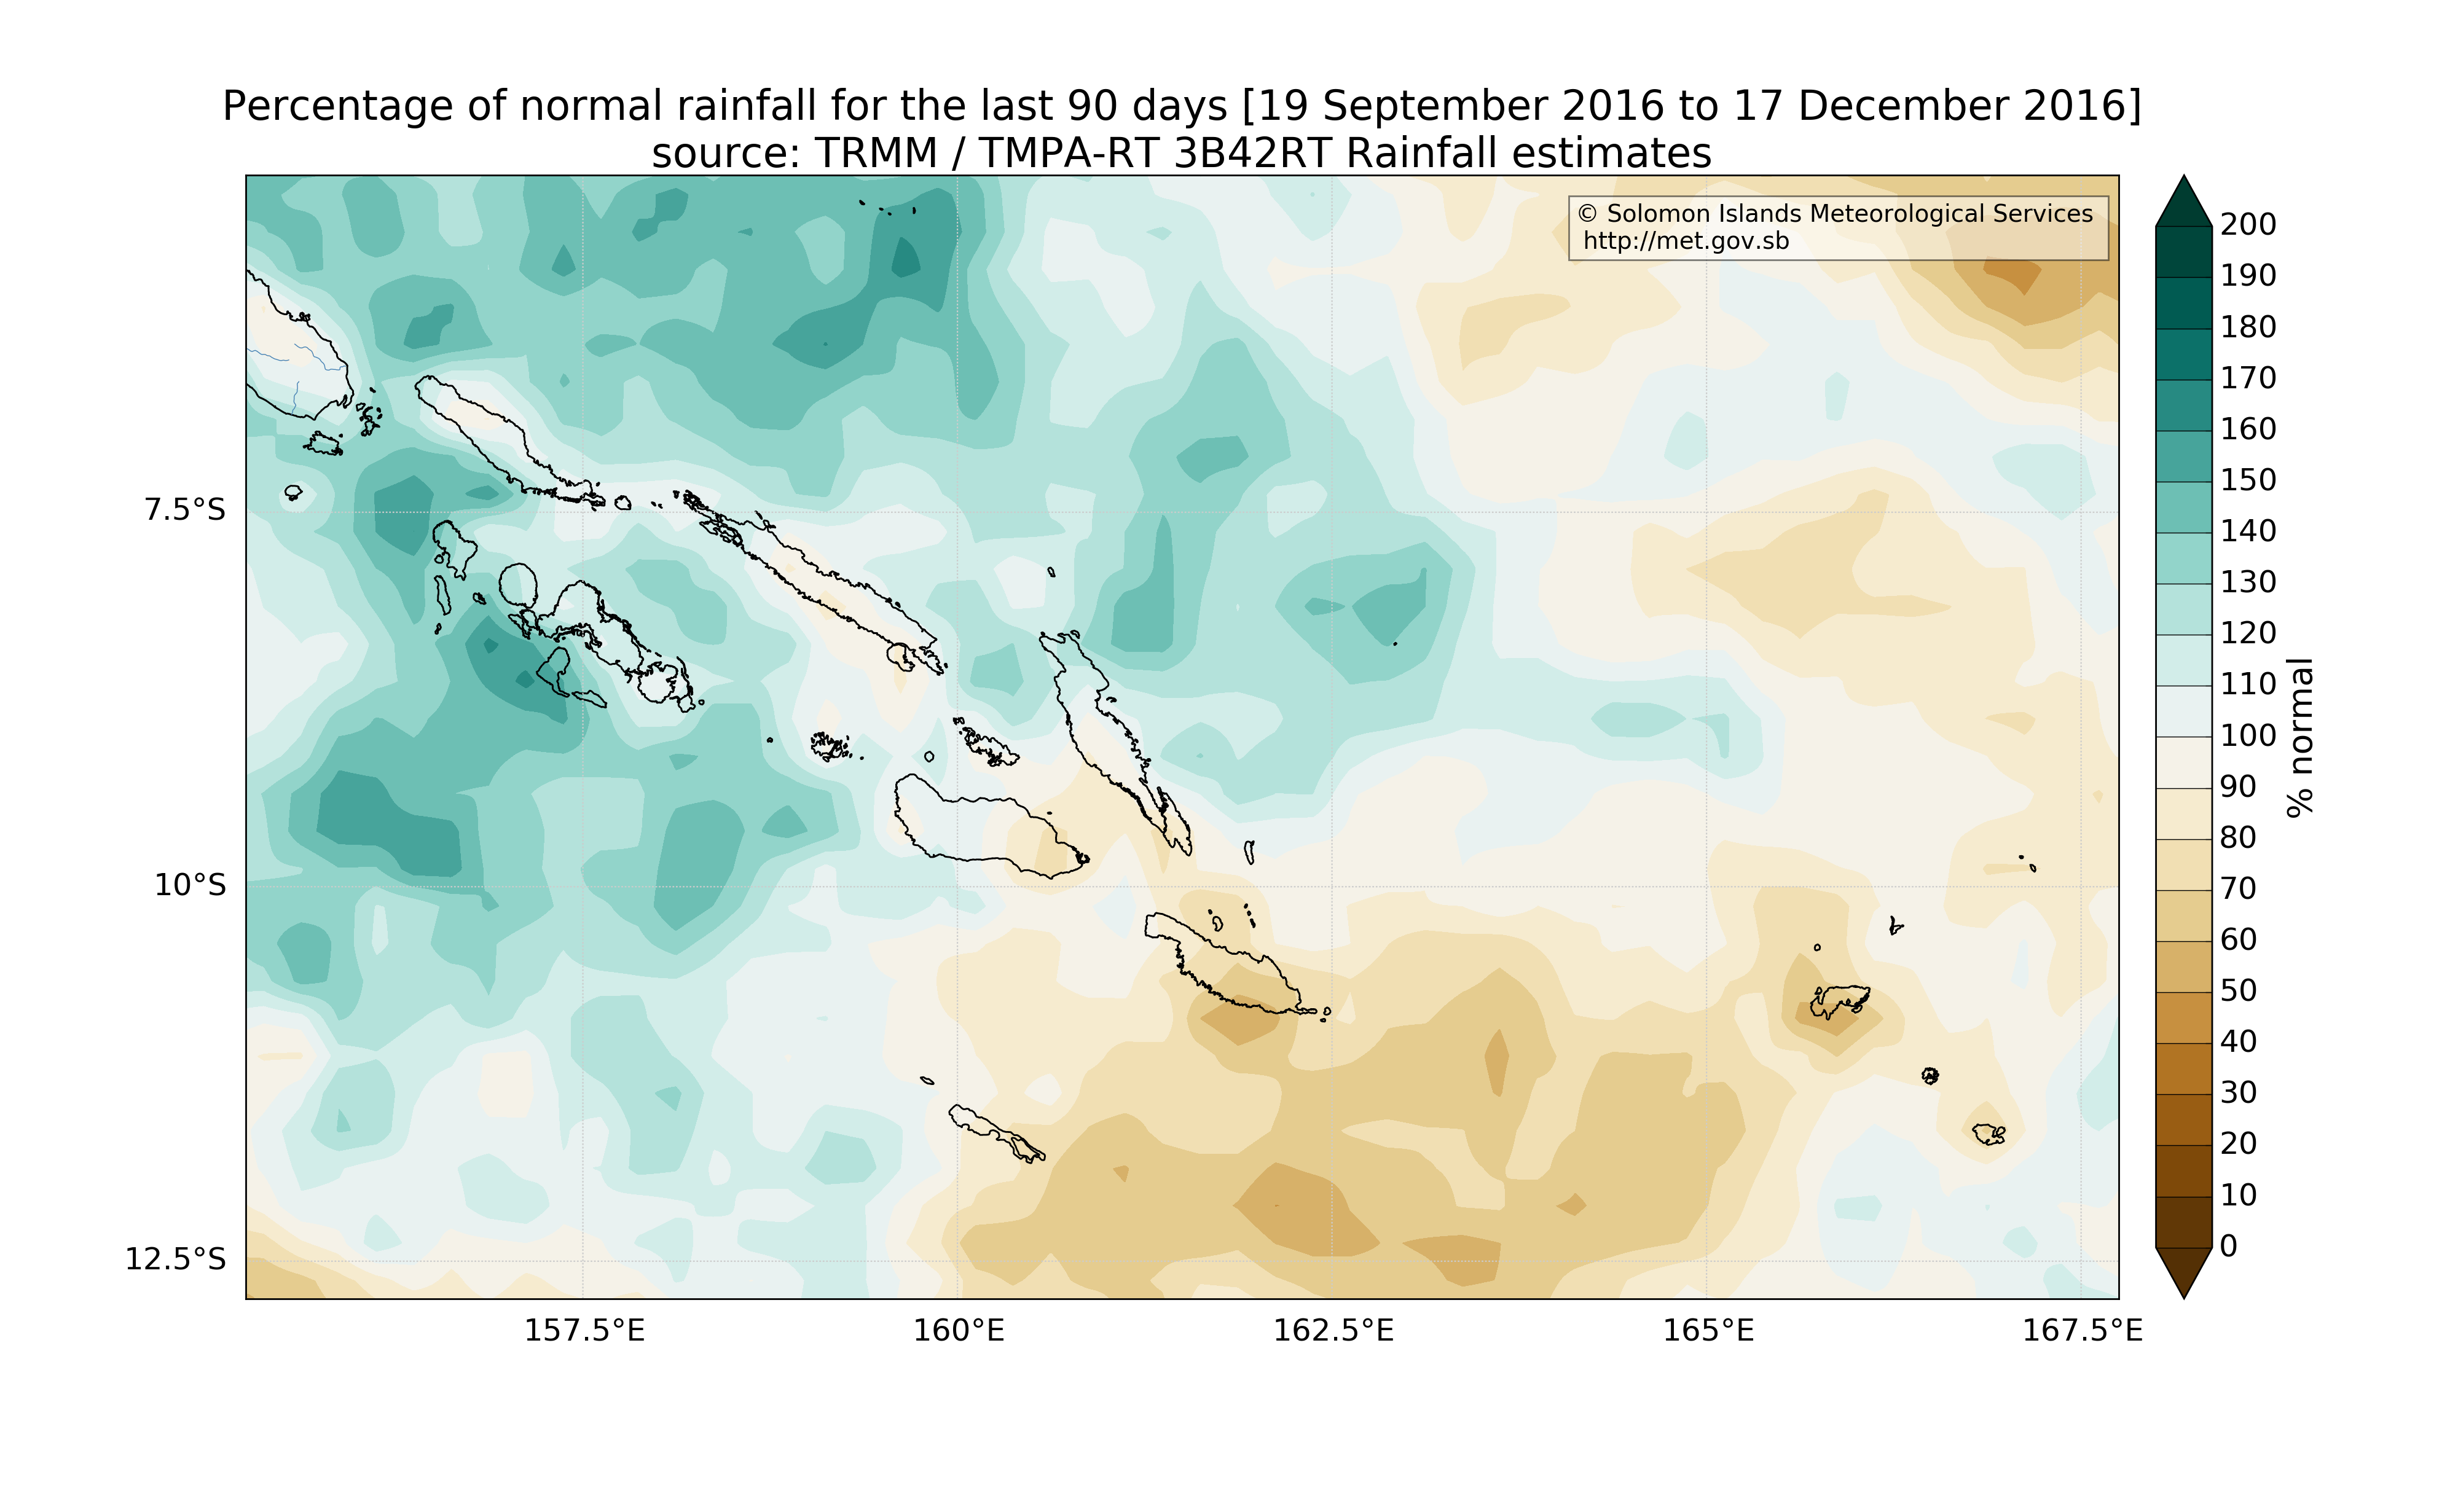 Percentage of normal rainfall for the last 90 days [19 September 2016 to 17 December 2016]
source: TRMM / TMPA-RT 3B42RT Rainfall estimates
© Solomon Islands Meteorological Services
http://met.gov.sb
7.5°S
10°S
12.5°S
157.5°E
160°E
162.5°E
165°E
167.5°E
200
190
180
170
160
150
140
130
120
110
100
90
80
70
60
50
40
30
20
10
0
% normal